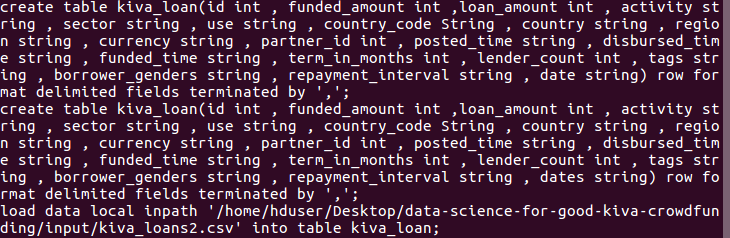 create table kiva_loan(id int , funded_amount int ,loan_amount int , activity st
ring , sector string , use string , country_code String , country string , regio
n string , currency string , partner_id int , posted_time string , disbursed_tim
e string , funded_time string , term_in_months int , lender_count int , tags str
ing , borrower_genders string , repayment_interval string , date string) row for
mat delimited fields terminated by ',';
create table kiva_loan(id int , funded_amount int ,loan_amount int , activity st
ring , sector string , use string , country_code String , country string , regio
n string , currency string , partner_id int , posted_time string , disbursed_tim
e string , funded_time string , term_in_months int , lender_count int , tags str
ing , borrower_genders string , repayment_interval string , dates string) row fo
rmat delimited fields terminated by ',';
load data local inpath '/home/hduser/Desktop/data-science-for-good-kiva-crowdfun
ding/input/kiva_loans2.csv' into table kiva_loan;